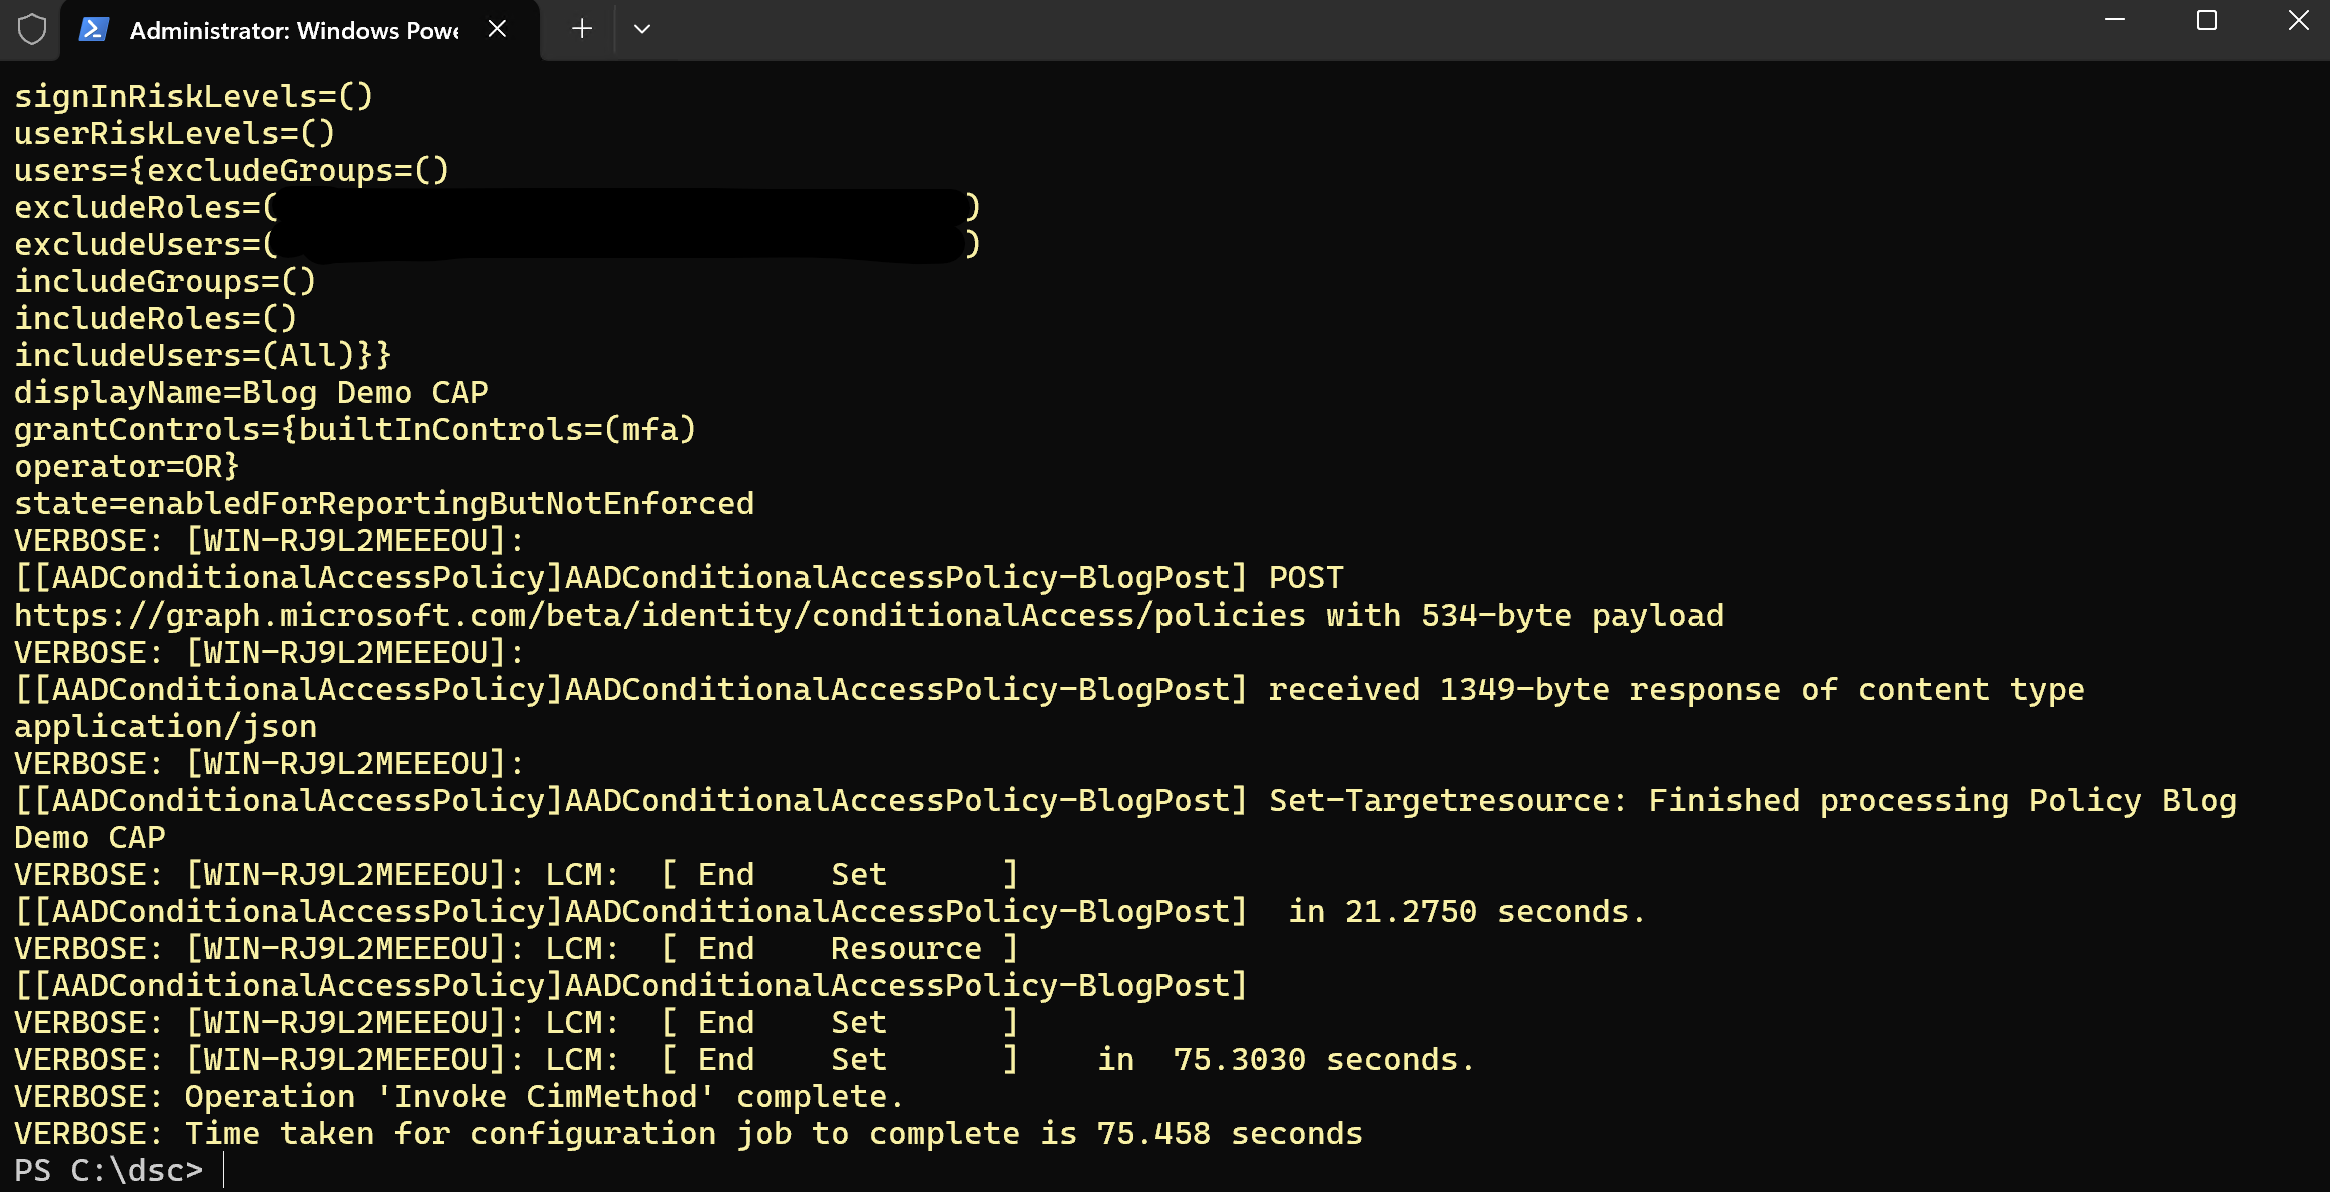 Administrator: Windows Powe
signInRiskLevels=()
userRiskLevels=()
users={excludeGroups=()
excludeRoles=( )
excludeUsers=( )
includeGroups=()
includeRoles=()
includeUsers=(All)}}
displayName=Blog Demo CAP
grantControls={builtInControls=(mfa)
operator=OR}
state=enabledForReportingButNotEnforced
VERBOSE: [WIN-RJ9L2MEEEOU]:
[[AADConditionalAccessPolicy]AADConditionalAccessPolicy-BlogPost] POST
https://graph.microsoft.com/beta/identity/conditionalAccess/policies with 534-byte payload
VERBOSE: [WIN-RJ9L2MEEEOU]:
[[AADConditionalAccessPolicy]AADConditionalAccessPolicy-BlogPost] received 1349-byte response of content type
application/json
VERBOSE: [WIN-RJ9L2MEEEOU]:
[[AADConditionalAccessPolicy]AADConditionalAccessPolicy-BlogPost] Set-Targetresource: Finished processing Policy Blog
Demo CAP
VERBOSE: [WIN-RJ9L2MEEEOU]: LCM:  [ End    Set      ]
[[AADConditionalAccessPolicy]AADConditionalAccessPolicy-BlogPost]  in 21.2750 seconds.
VERBOSE: [WIN-RJ9L2MEEEOU]: LCM:  [ End    Resource ]
[[AADConditionalAccessPolicy]AADConditionalAccessPolicy-BlogPost]
VERBOSE: [WIN-RJ9L2MEEEOU]: LCM:  [ End    Set      ]
VERBOSE: [WIN-RJ9L2MEEEOU]: LCM:  [ End    Set      ]    in  75.3030 seconds.
VERBOSE: Operation 'Invoke CimMethod' complete.
VERBOSE: Time taken for configuration job to complete is 75.458 seconds
PS C:\dsc>